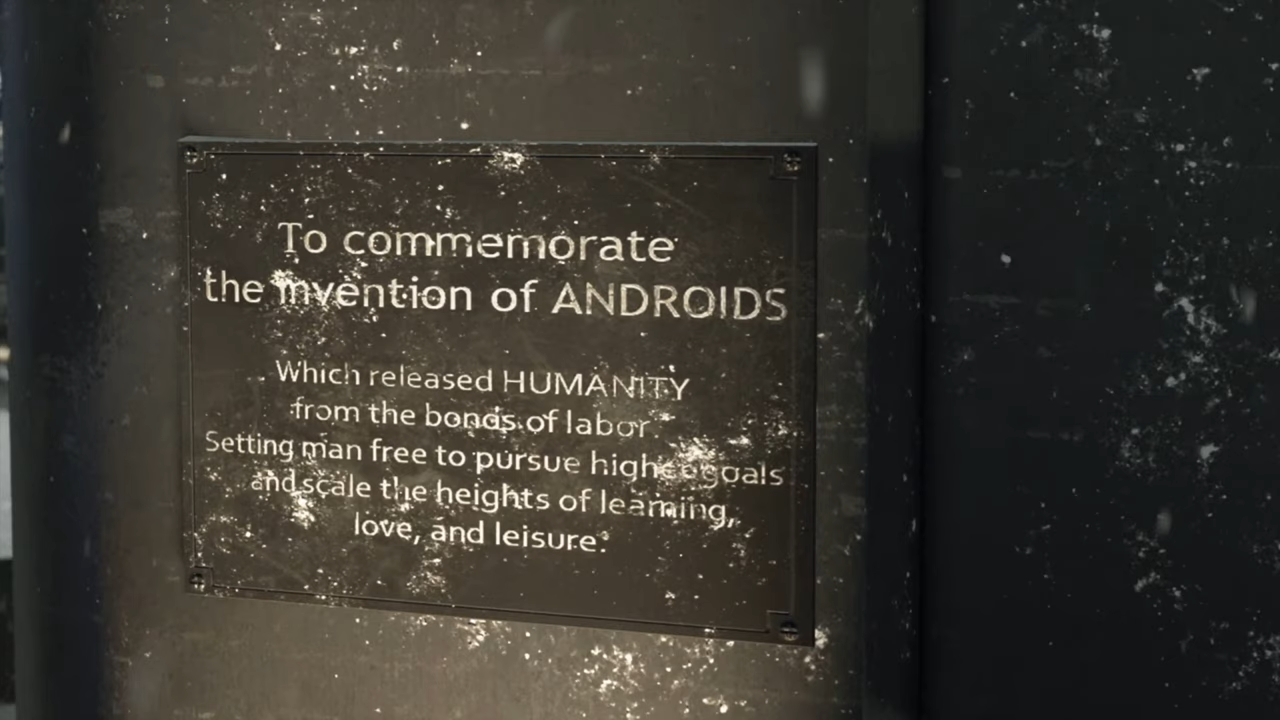 To commemorate
the invention of ANDROIDS
Which released HUMANITY
from the bonds of labor.
Setting man free to pursue higher goals
and scale the heights of learning,
love, and leisure.